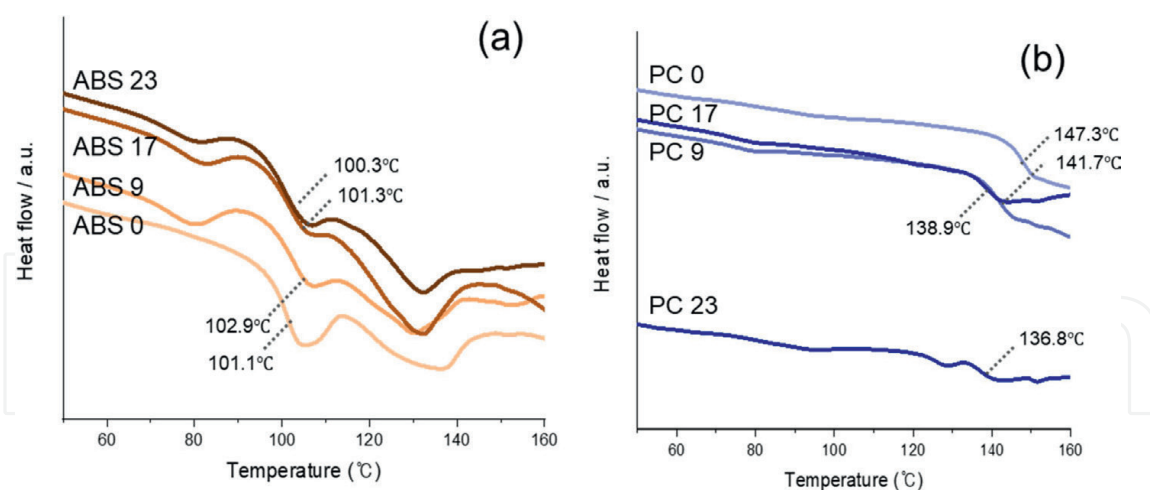 (a)
ABS 23
ABS 17
ABS 9
ABS 0
100.3℃
101.3℃
102.9℃
101.1℃
Heat flow / a.u.
60 80 100 120 140 160
Temperature (℃)
(b)
PC 0
PC 17
PC 9
PC 23
147.3℃
141.7℃
138.9℃
136.8℃
Heat flow / a.u.
60 80 100 120 140 160
Temperature (℃)